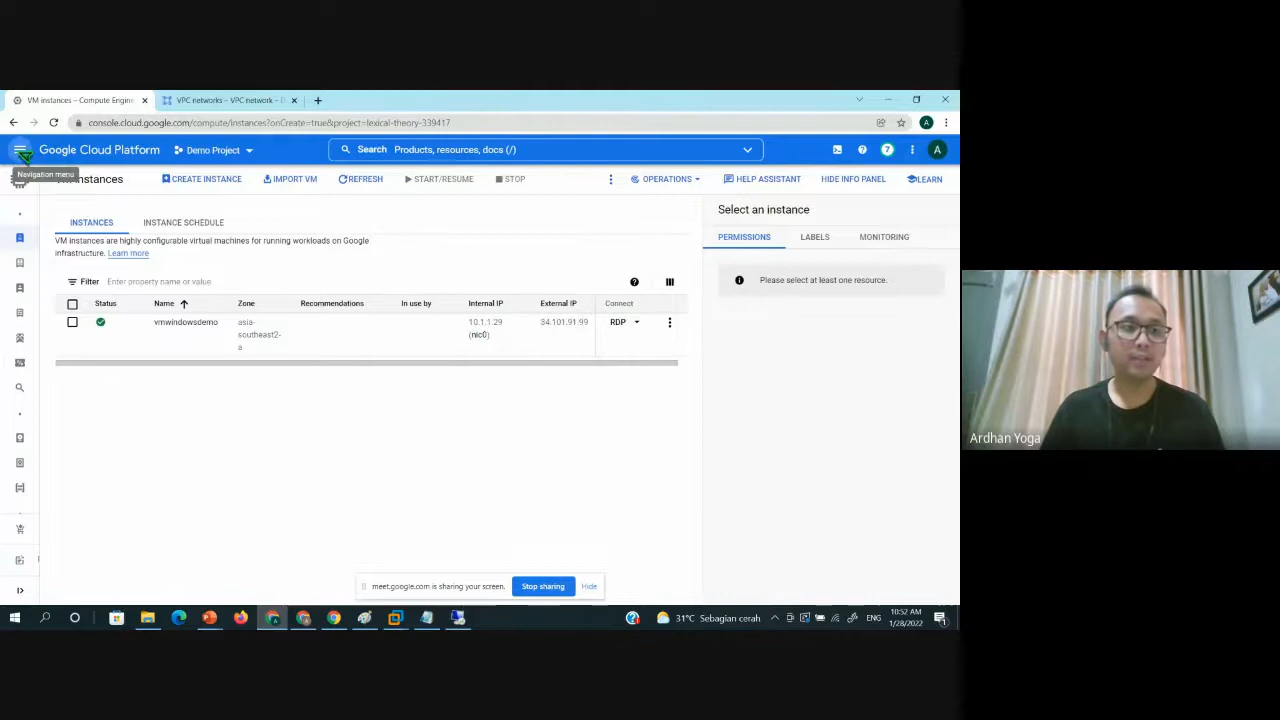 VM instances – Compute Engine
VPC networks – VPC network –
console.cloud.google.com/compute/instances?onCreate=true&project=lexical-theory-339417
A
Google Cloud Platform
Demo Project
Search Products, resources, docs (/)
7
A
Navigation menu
instances
CREATE INSTANCE
IMPORT VM
REFRESH
START/RESUME
STOP
OPERATIONS
HELP ASSISTANT
HIDE INFO PANEL
LEARN
INSTANCES
INSTANCE SCHEDULE
VM instances are highly configurable virtual machines for running workloads on Google
infrastructure. Learn more
Filter Enter property name or value
Status Name Zone Recommendations In use by Internal IP External IP Connect
vmwindowsdemo asia- 10.1.1.29 34.101.91.99 RDP
southeast2- (nic0)
a
Select an instance
PERMISSIONS
LABELS
MONITORING
Please select at least one resource.
Ardhan Yoga
meet.google.com is sharing your screen.
Stop sharing
Hide
31°C Sebagian cerah
ENG
10:52 AM
1/28/2022